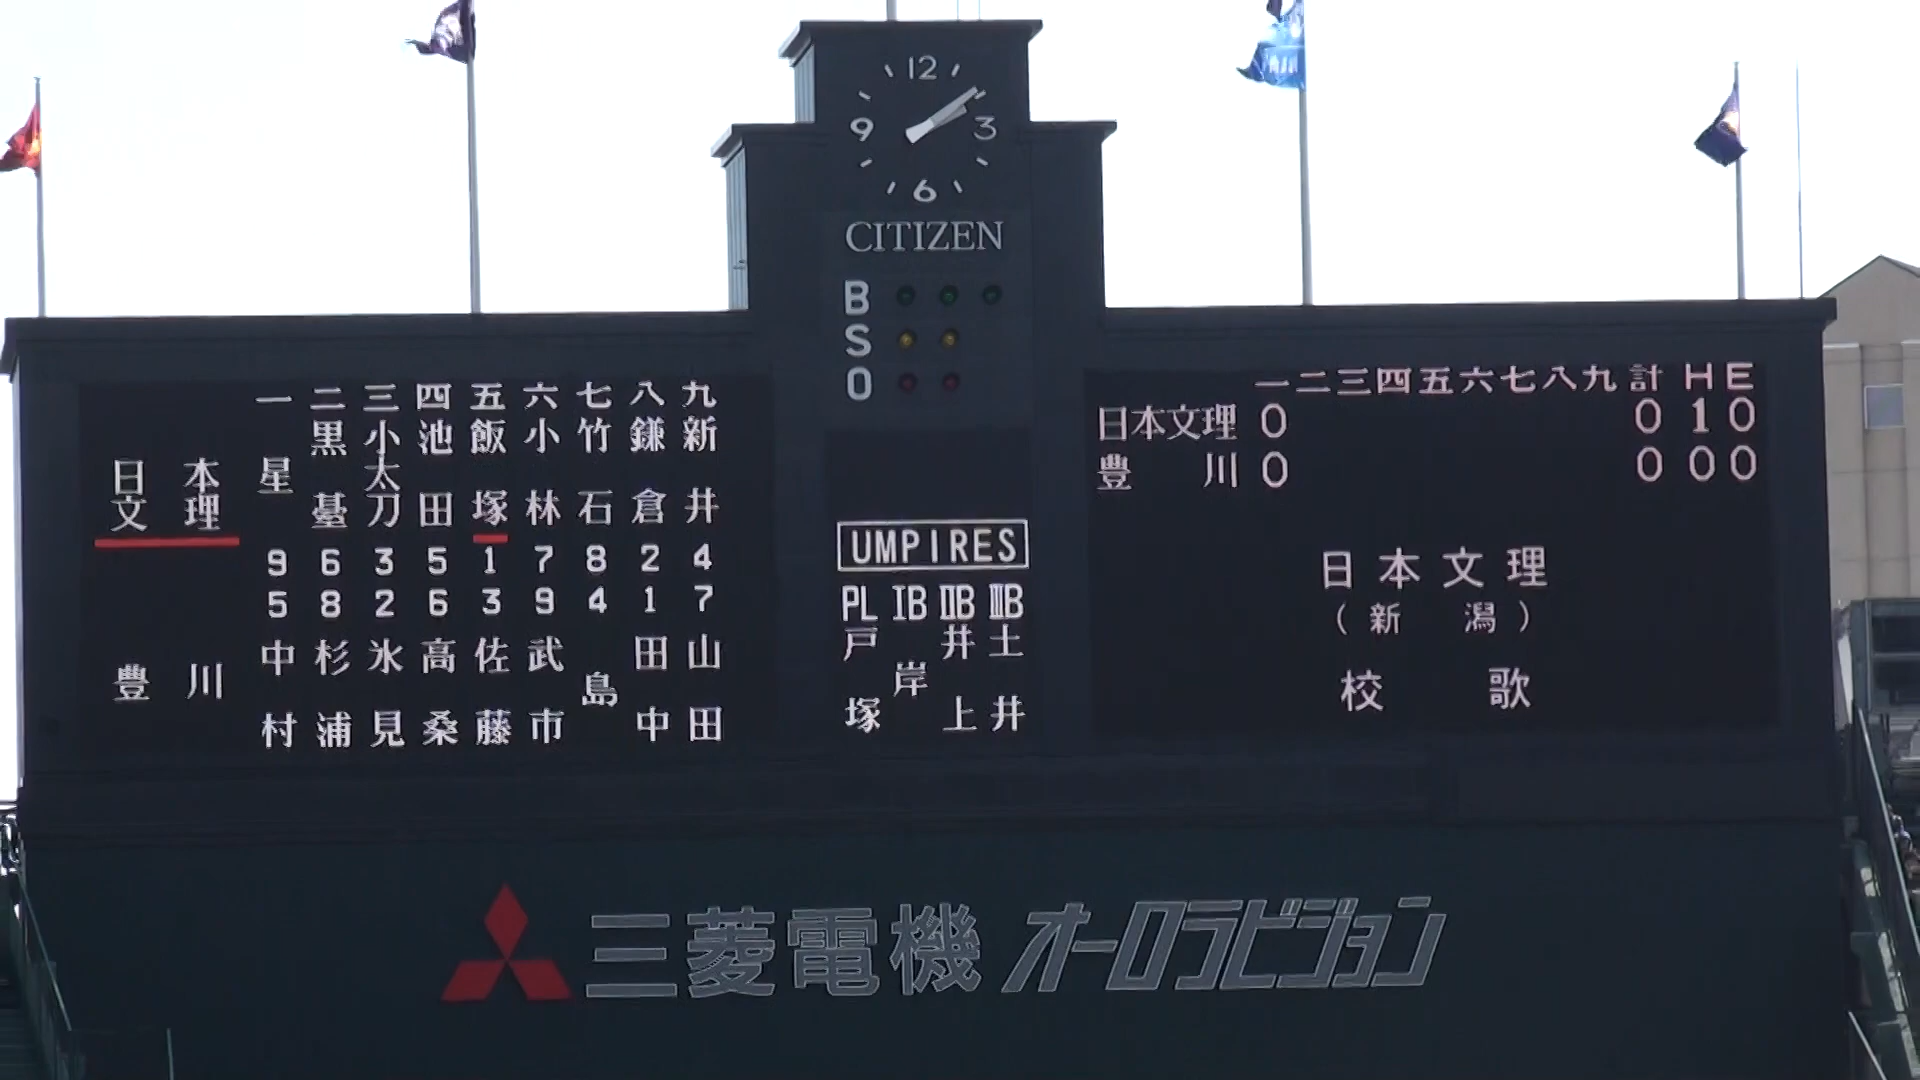 12
9 3
6
CITIZEN
B
S
O
一 二 三 四 五 六 七 八 九
日本文理
星 黒臺 小太刀 池田 飯塚 小林 竹石 鎌倉 新井
9 6 3 5 1 7 8 2 4
5 8 2 6 3 9 4 1 7
豊川
中村 杉浦 氷見 高桑 佐藤 武市 島 田中 山田
UMPIRES
PL ⅠB ⅡB ⅢB
戸塚 岸 井上 土井
一二三四五六七八九計 H E
日本文理 0 0 1 0
豊川 0 0 0 0
日本文理
(新潟)
校歌
三菱電機 オーロラビジョン